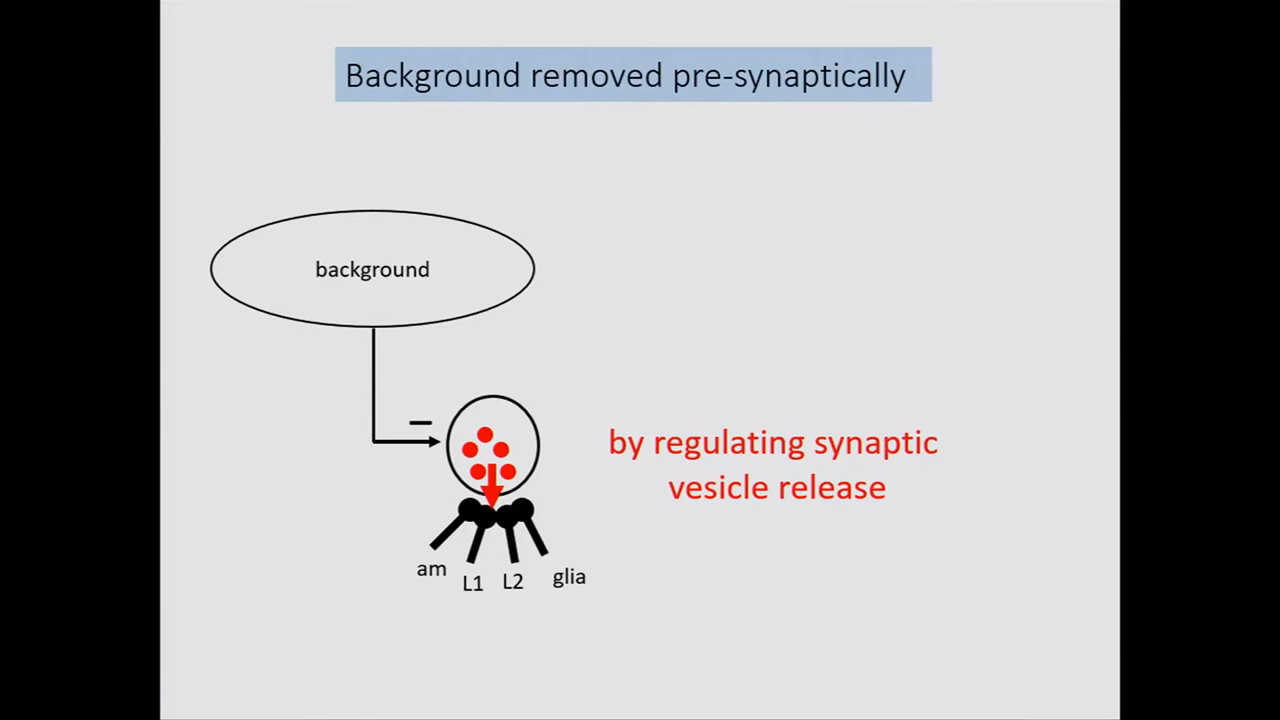 Background removed pre-synaptically
background
–
by regulating synaptic
vesicle release
am
L1
L2
glia